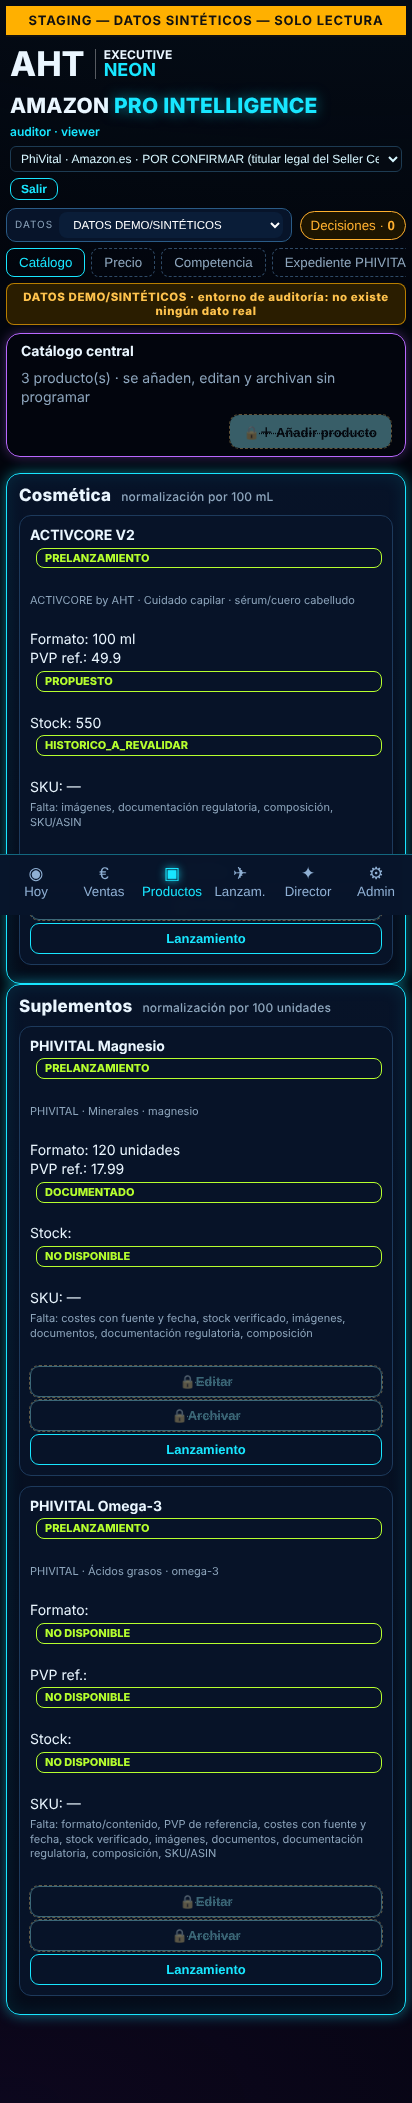 STAGING — DATOS SINTÉTICOS — SOLO LECTURA
AHT
EXECUTIVE
NEON
AMAZON PRO INTELLIGENCE
auditor · viewer
PhiVital · Amazon.es · POR CONFIRMAR (titular legal del Seller Ce
Salir
DATOS
DATOS DEMO/SINTÉTICOS
Decisiones · 0
Catálogo
Precio
Competencia
Expediente PHIVITA
DATOS DEMO/SINTÉTICOS · entorno de auditoría: no existe
ningún dato real
Catálogo central
3 producto(s) · se añaden, editan y archivan sin
programar
🔒+ Añadir producto
Cosmética normalización por 100 mL
ACTIVCORE V2
PRELANZAMIENTO
ACTIVCORE by AHT · Cuidado capilar · sérum/cuero cabelludo
Formato: 100 ml
PVP ref.: 49.9
PROPUESTO
Stock: 550
HISTORICO_A_REVALIDAR
SKU: —
Falta: imágenes, documentación regulatoria, composición,
SKU/ASIN
Hoy
€
Ventas
Productos
Lanzam.
Director
Admin
Lanzamiento
Suplementos normalización por 100 unidades
PHIVITAL Magnesio
PRELANZAMIENTO
PHIVITAL · Minerales · magnesio
Formato: 120 unidades
PVP ref.: 17.99
DOCUMENTADO
Stock:
NO DISPONIBLE
SKU: —
Falta: costes con fuente y fecha, stock verificado, imágenes,
documentos, documentación regulatoria, composición
🔒Editar
🔒Archivar
Lanzamiento
PHIVITAL Omega-3
PRELANZAMIENTO
PHIVITAL · Ácidos grasos · omega-3
Formato:
NO DISPONIBLE
PVP ref.:
NO DISPONIBLE
Stock:
NO DISPONIBLE
SKU: —
Falta: formato/contenido, PVP de referencia, costes con fuente y
fecha, stock verificado, imágenes, documentos, documentación
regulatoria, composición, SKU/ASIN
🔒Editar
🔒Archivar
Lanzamiento